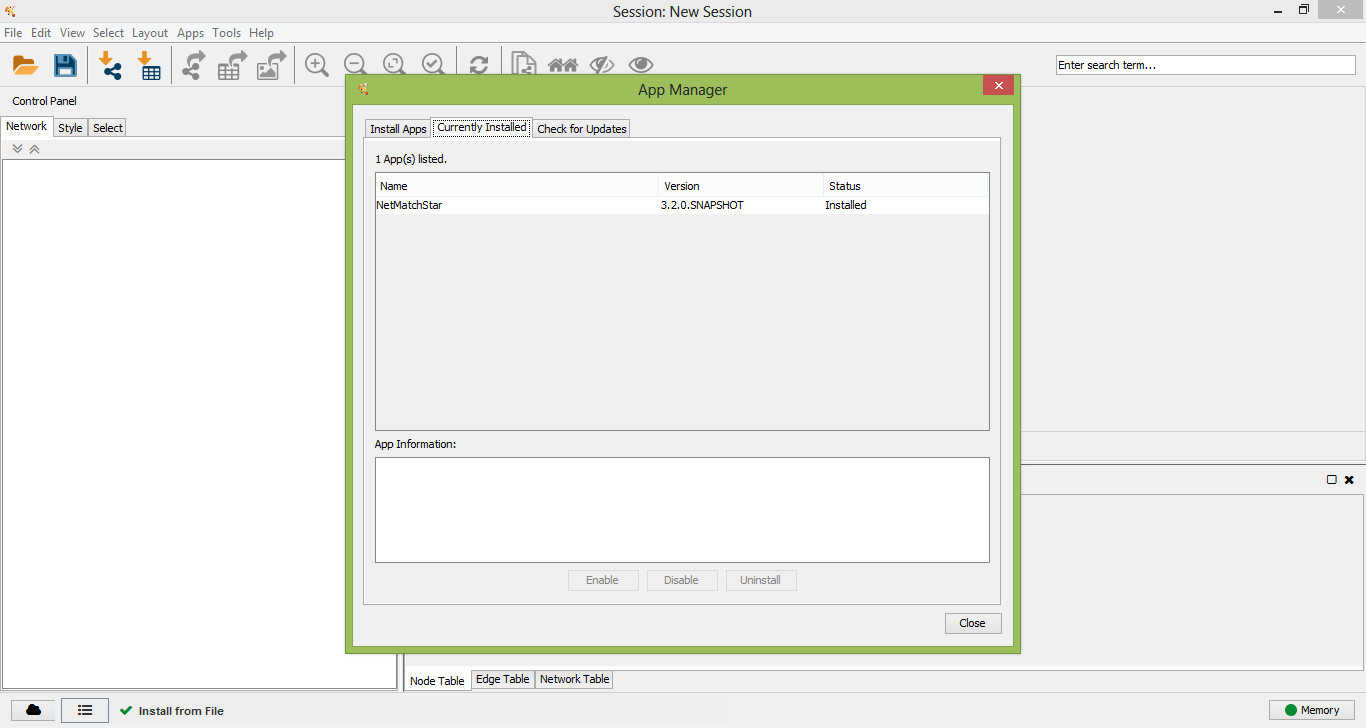 Session: New Session
File Edit View Select Layout Apps Tools Help
Enter search term...
Control Panel
Network Style Select
App Manager
Install Apps Currently Installed Check for Updates
1 App(s) listed.
Name Version Status
NetMatchStar 3.2.0.SNAPSHOT Installed
App Information:
Enable Disable Uninstall
Close
Node Table Edge Table Network Table
Install from File
Memory